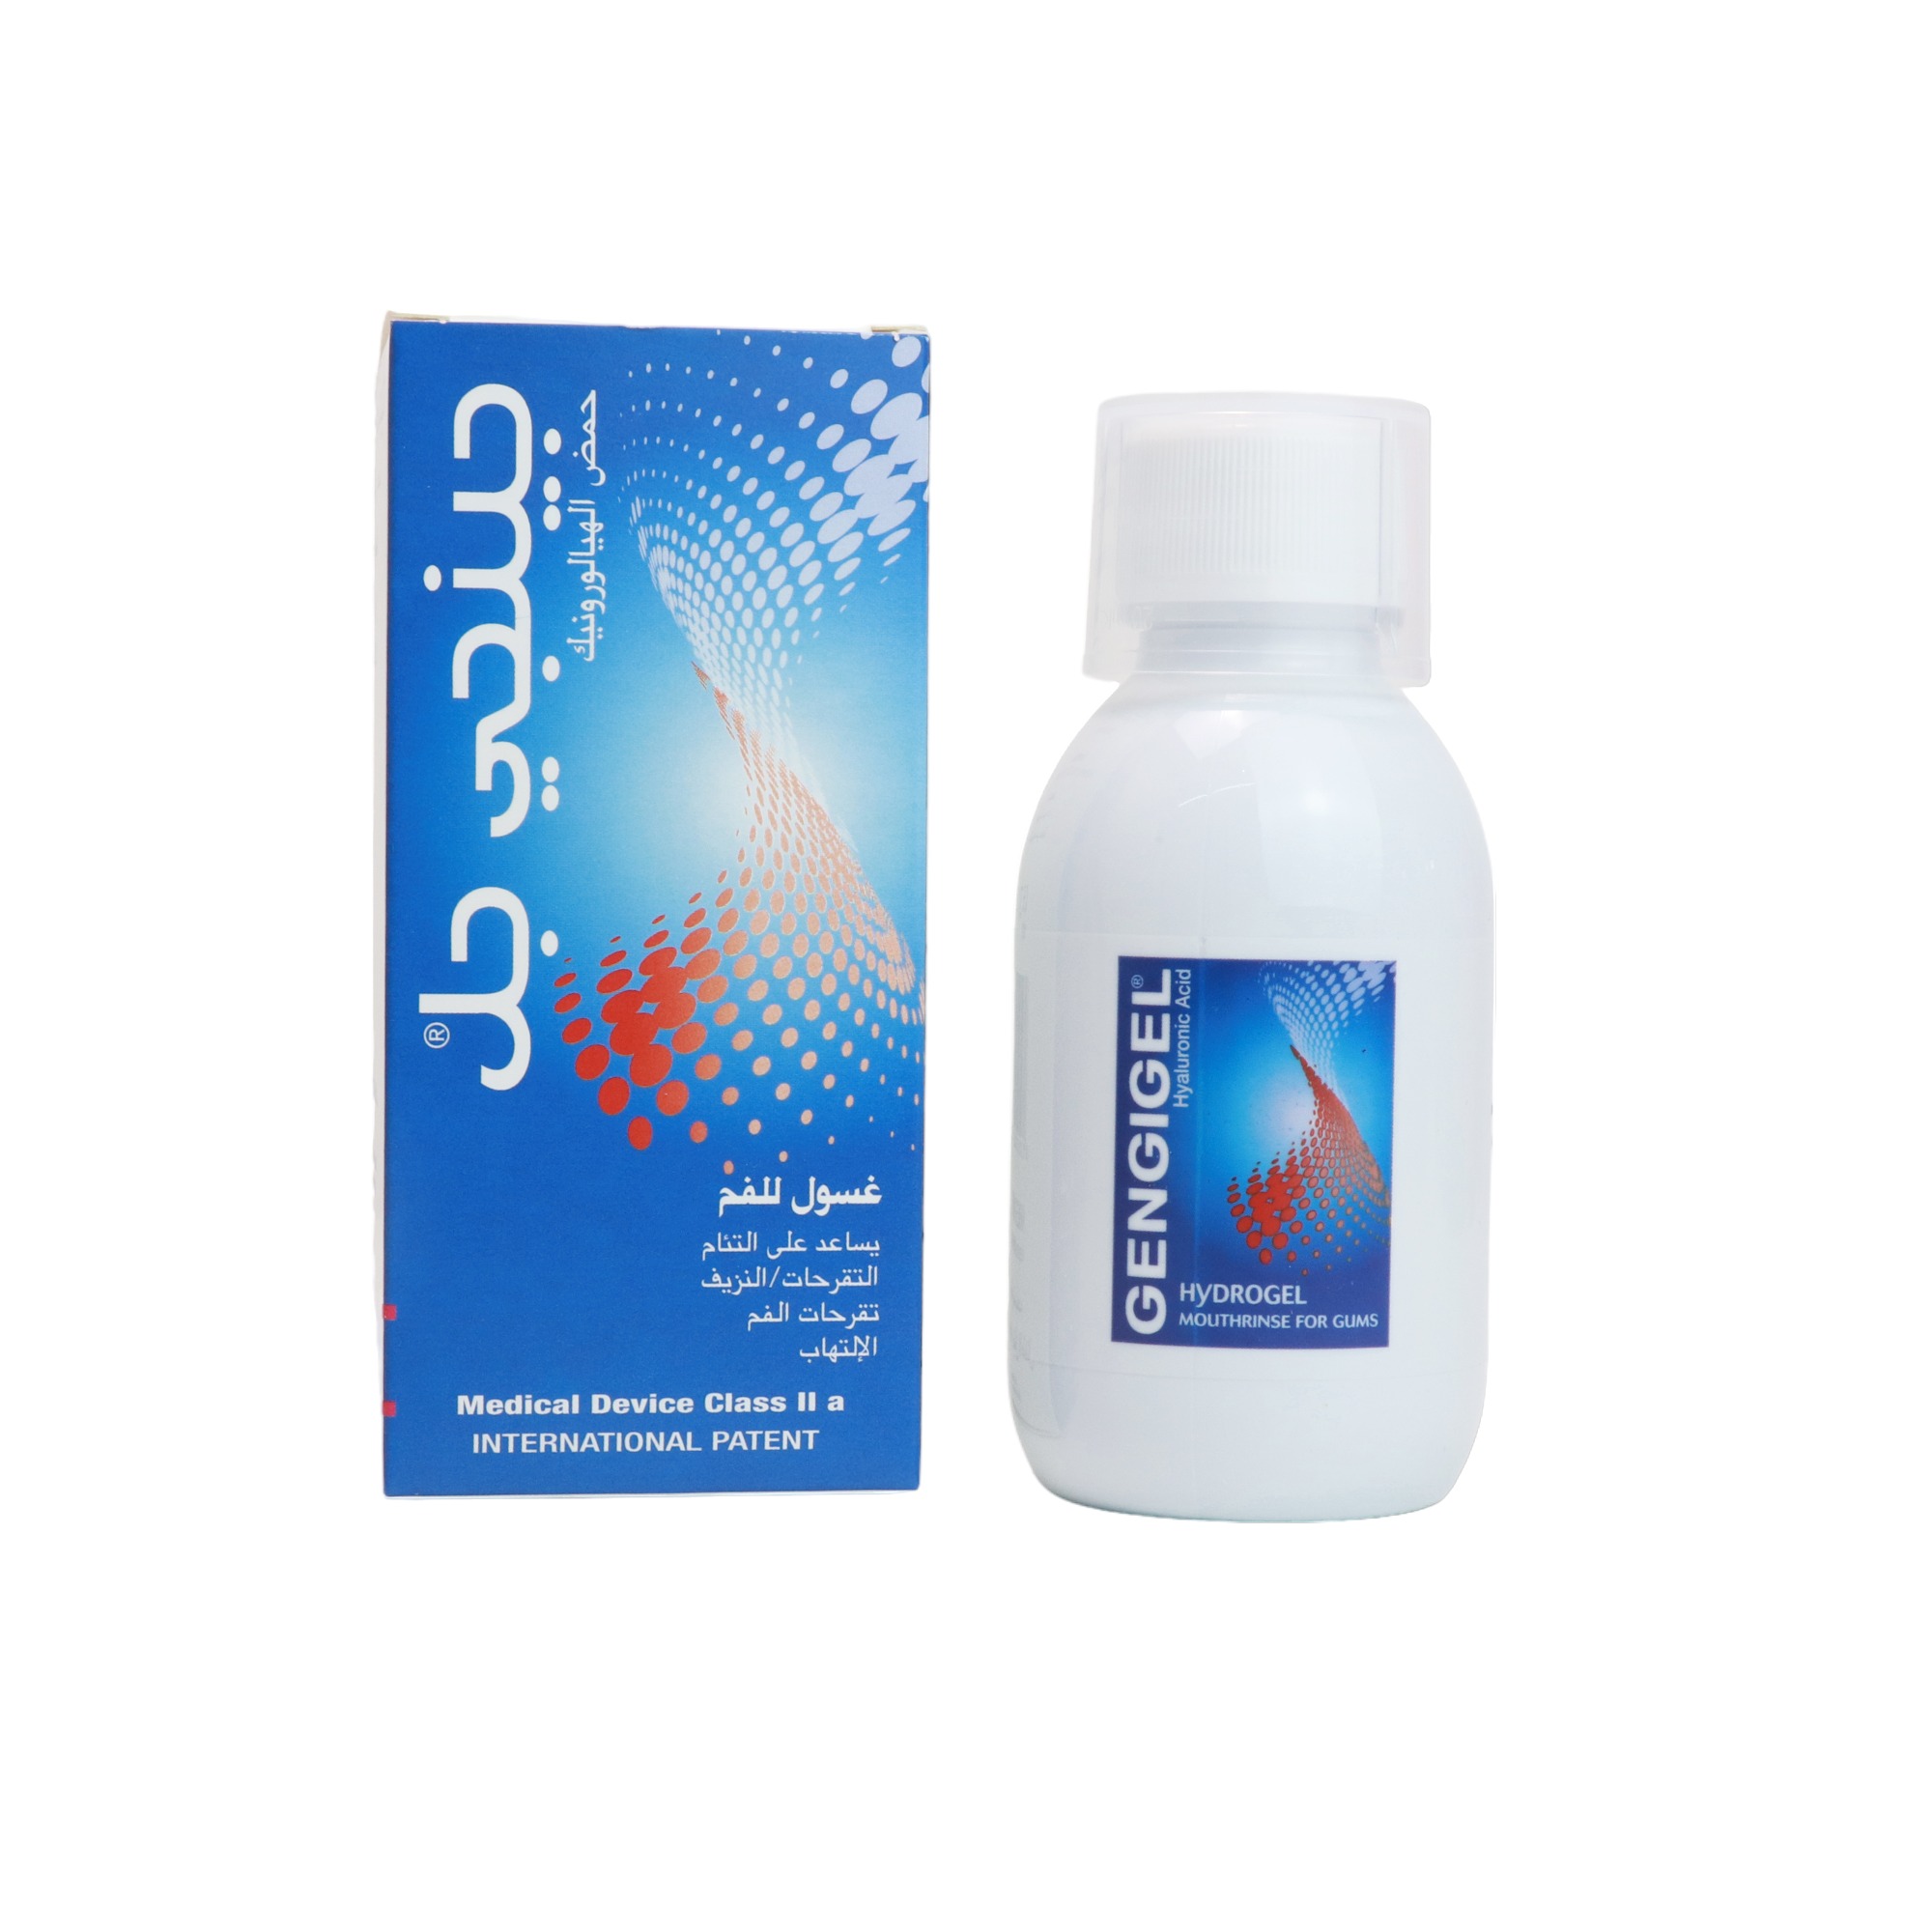 جينجي جل®
حمض الهيالورونيك
غسول للفم
يساعد على التئام
التقرحات/النزيف
تقرحات الفم
الإلتهاب
Medical Device Class II a
INTERNATIONAL PATENT
GENGIGEL®
Hyaluronic Acid
HyDROGEL
MOUTHRINSE FOR GUMS